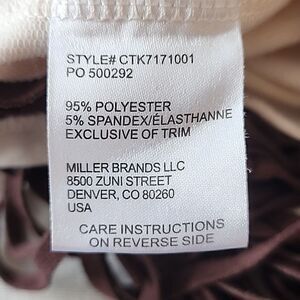 STYLE# CTK7171001
PO 500292
95% POLYESTER
5% SPANDEX/ÉLASTHANNE
EXCLUSIVE OF TRIM
MILLER BRANDS LLC
8500 ZUNI STREET
DENVER, CO 80260
USA
CARE INSTRUCTIONS
ON REVERSE SIDE